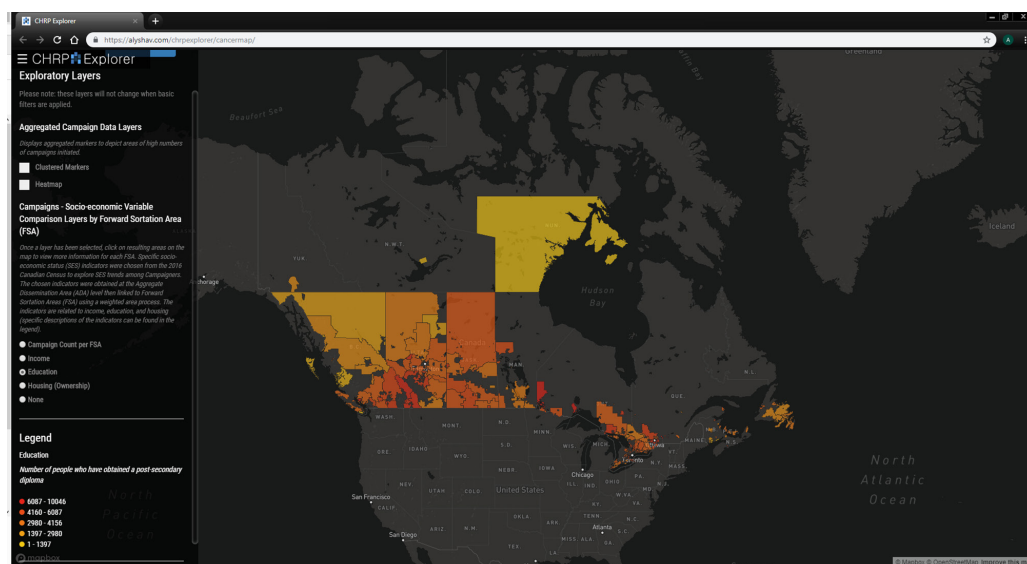 CHRP Explorer
https://alyshav.com/chrpexplorer/cancermap/
CHRP Explorer
Exploratory Layers
Please note: these layers will not change when basic
filters are applied.
Aggregated Campaign Data Layers
Displays aggregated markers to depict areas of high numbers
of campaigns initiated.
Clustered Markers
Heatmap
Campaigns - Socio-economic Variable
Comparison Layers by Forward Sortation Area
(FSA)
Once a layer has been selected, click on resulting areas on the
map to view more information for each FSA. Specific socio-
economic status (SES) indicators were chosen from the 2016
Canadian Census to explore SES trends among Campaigners.
The chosen indicators were obtained at the Aggregate
Dissemination Area (ADA) level then linked to Forward
Sortation Areas (FSA) using a weighted area process. The
indicators are related to income, education, and housing
(specific descriptions of the indicators can be found in the
legend).
Campaign Count per FSA
Income
Education
Housing (Ownership)
None
Legend
Education
Number of people who have obtained a post-secondary
diploma
6087 - 10046
4160 - 6087
2980 - 4156
1397 - 2980
1 - 1397
mapbox
Greenland
Beaufort Sea
Iceland
N.W.T.
YUK.
Hudson
Bay
Canada
MAN.
N.L.
QUE.
Ottawa
Toronto
WASH.
MONT.
N.D.
MINN.
S.D.
WIS.
MICH.
MAINE
N.S.
VT.
N.Y.
MASS.
ORE.
IDAHO
WYO.
NEBR.
IOWA
Chicago
ILL.
IND.
OHIO
PA.
N.J.
MD.
NEV.
UTAH
COLO.
United States
W.VA.
KY.
VA.
San Francisco
CALIF.
OKLA.
ARK.
TENN.
N.C.
San Diego
ARIZ.
N.M.
Atlanta
S.C.
MISS.
ALA.
GA.
TEX.
LA.
North
Pacific
Ocean
North
Atlantic
Ocean
© Mapbox © OpenStreetMap Improve this